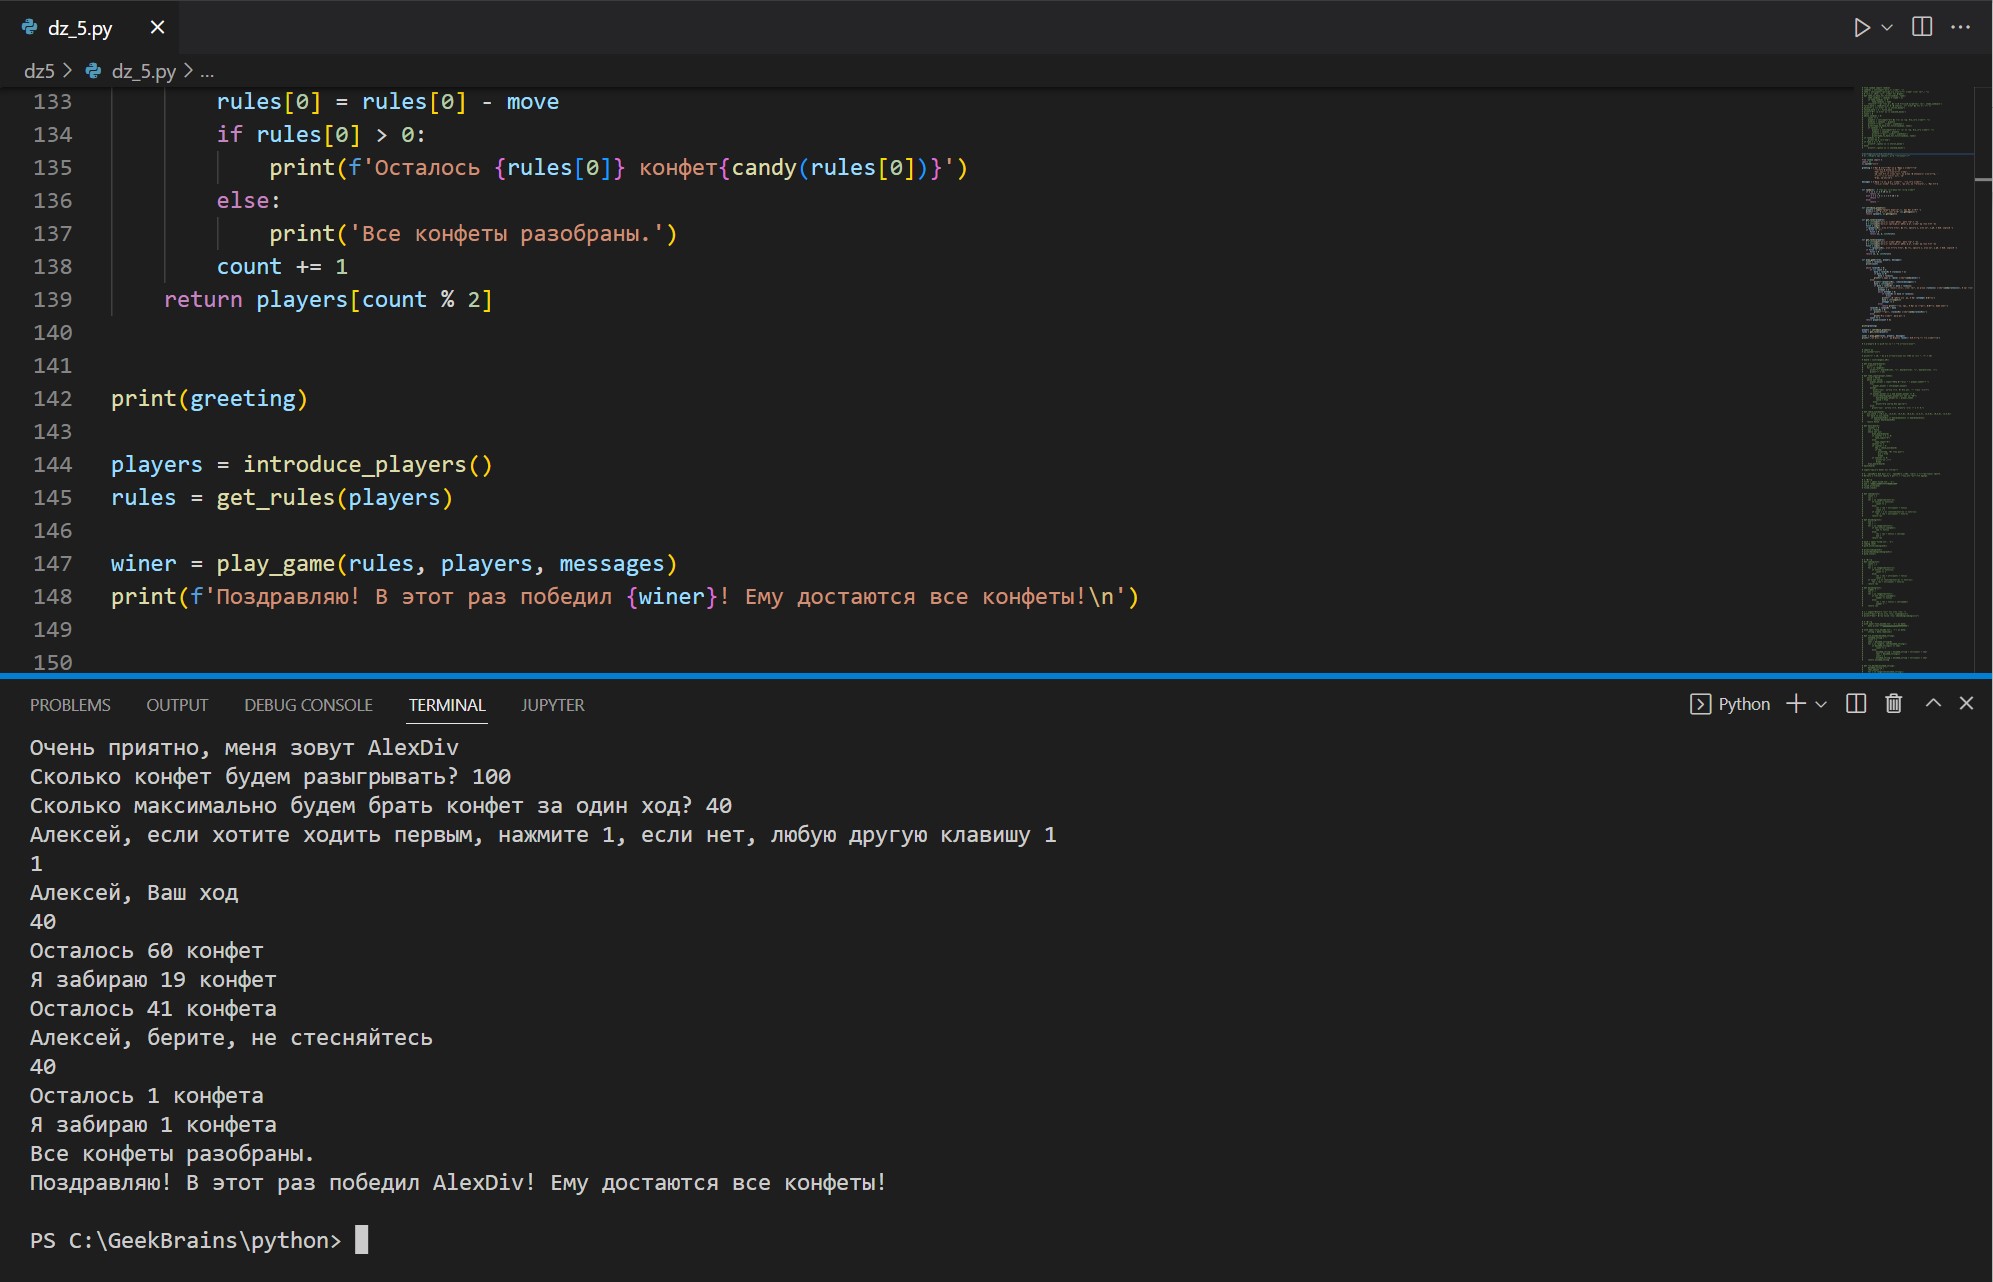 dz_5.py
dz5 > dz_5.py > ...
133 rules[0] = rules[0] - move
134 if rules[0] > 0:
135 print(f'Осталось {rules[0]} конфет{candy(rules[0])}')
136 else:
137 print('Все конфеты разобраны.')
138 count += 1
139 return players[count % 2]
140
141
142 print(greeting)
143
144 players = introduce_players()
145 rules = get_rules(players)
146
147 winer = play_game(rules, players, messages)
148 print(f'Поздравляю! В этот раз победил {winer}! Ему достаются все конфеты!\n')
149
150
PROBLEMS OUTPUT DEBUG CONSOLE TERMINAL JUPYTER Python
Очень приятно, меня зовут AlexDiv
Сколько конфет будем разыгрывать? 100
Сколько максимально будем брать конфет за один ход? 40
Алексей, если хотите ходить первым, нажмите 1, если нет, любую другую клавишу 1
1
Алексей, Ваш ход
40
Осталось 60 конфет
Я забираю 19 конфет
Осталось 41 конфета
Алексей, берите, не стесняйтесь
40
Осталось 1 конфета
Я забираю 1 конфета
Все конфеты разобраны.
Поздравляю! В этот раз победил AlexDiv! Ему достаются все конфеты!
PS C:\GeekBrains\python>